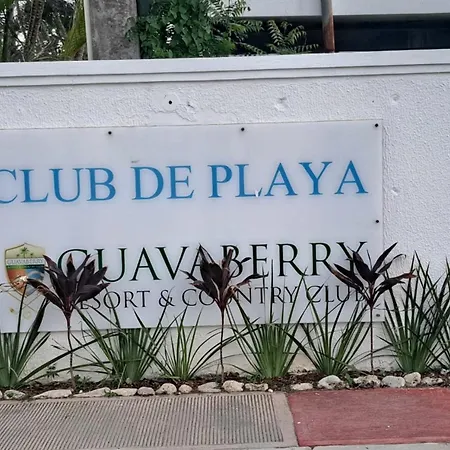 CLUB DE PLAYA
GUAVABERRY
RESORT & COUNTRY CLUB